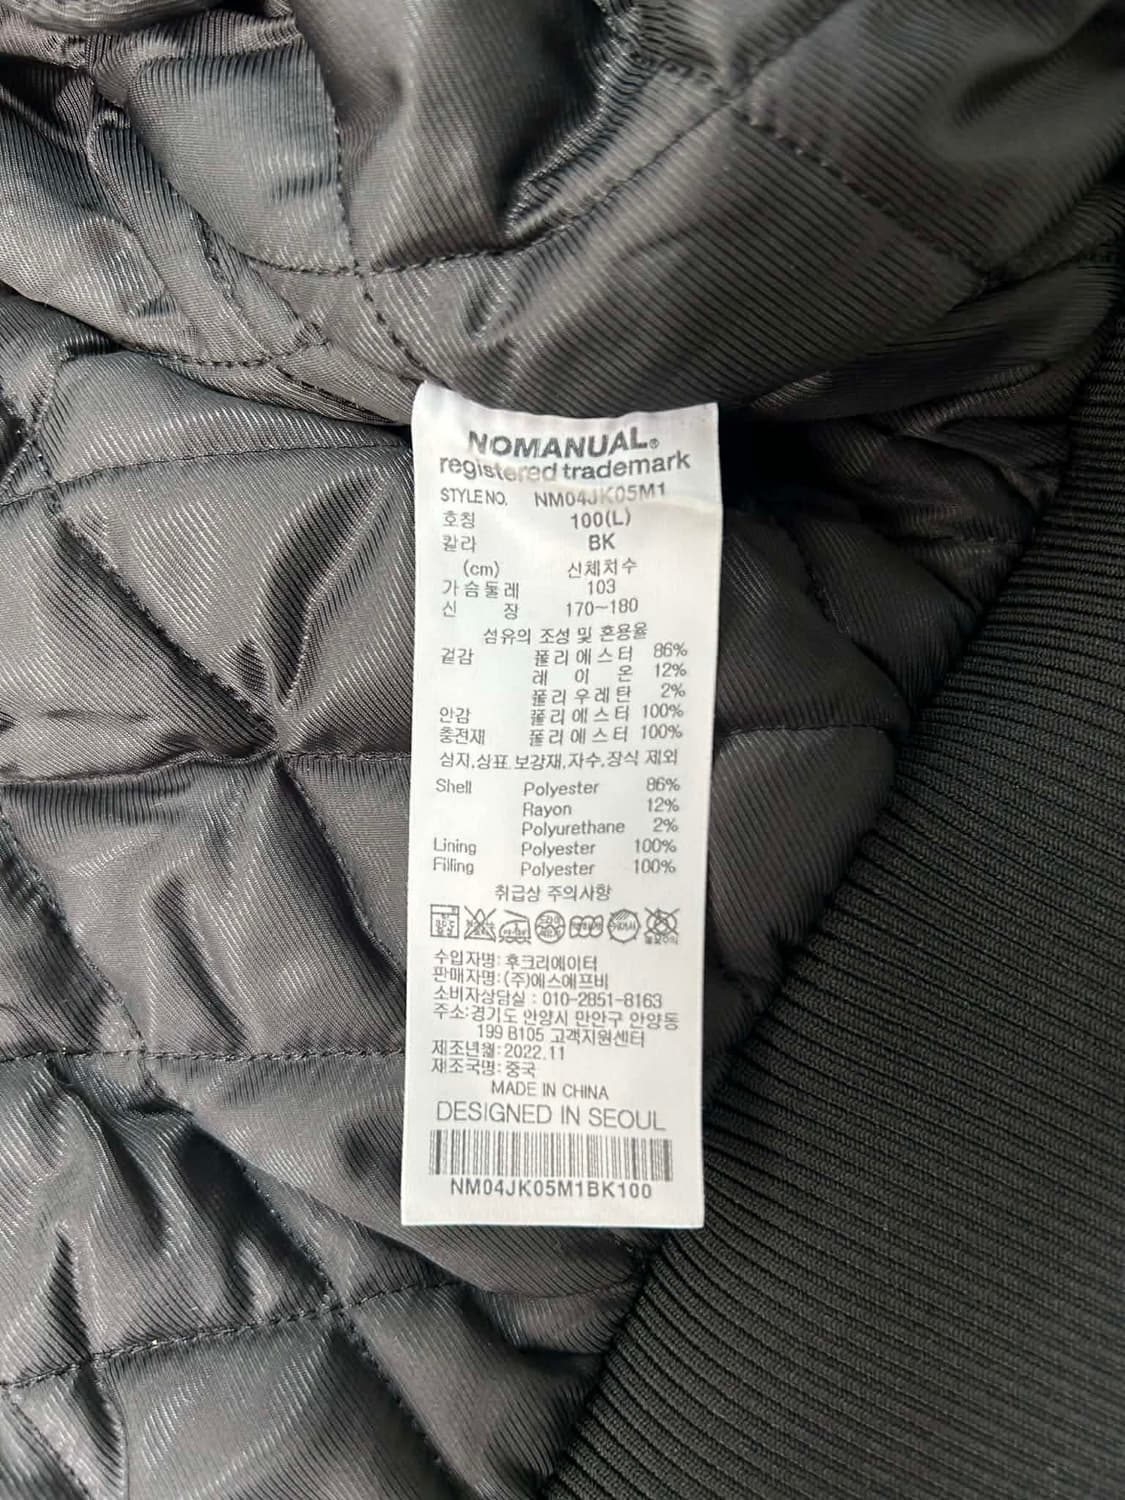 NOMANUAL®
registered trademark
STYLE NO. NM04JK05M1
호칭 100(L)
칼라 BK
(cm) 신체치수
가슴둘레 103
신 장 170~180
섬유의 조성 및 혼용율
겉감 폴리에스터 86%
레 이 온 12%
폴리우레탄 2%
안감 폴리에스터 100%
충전재 폴리에스터 100%
심지,상표,보강재,자수,장식 제외
Shell Polyester 86%
Rayon 12%
Polyurethane 2%
Lining Polyester 100%
Filling Polyester 100%
취급상 주의사항
수입자명: 후크리에이터
판매자명: (주)에스에프비
소비자상담실 : 010-2851-8163
주소:경기도 안양시 만안구 안양동
199 B105 고객지원센터
제조년월: 2022.11
제조국명: 중국
MADE IN CHINA
DESIGNED IN SEOUL
NM04JK05M1BK100